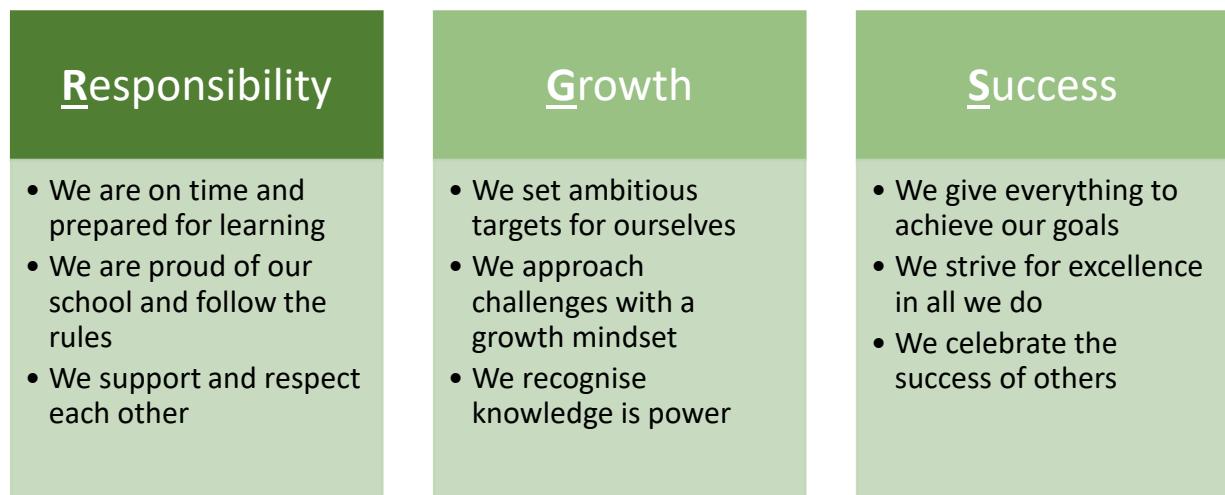 Responsibility
• We are on time and
prepared for learning
• We are proud of our
school and follow the
rules
• We support and respect
each other
Growth
• We set ambitious
targets for ourselves
• We approach
challenges with a
growth mindset
• We recognise
knowledge is power
Success
• We give everything to
achieve our goals
• We strive for excellence
in all we do
• We celebrate the
success of others